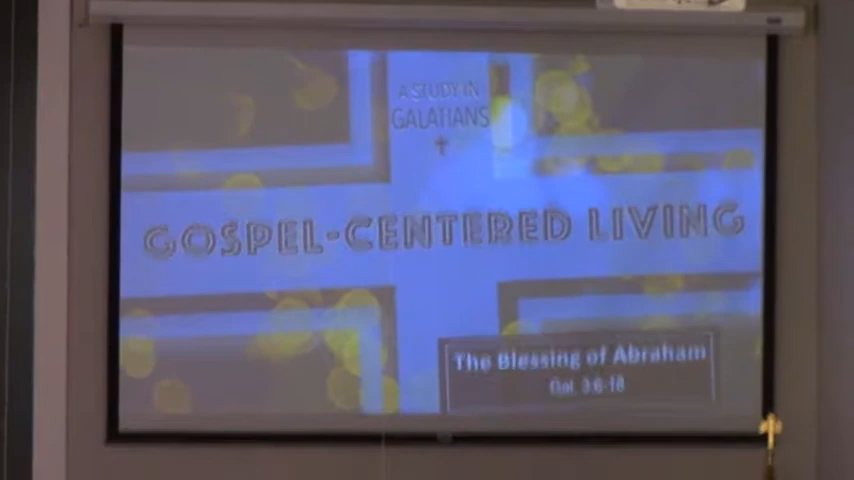 A STUDY IN
GALATIANS
GOSPEL-CENTERED LIVING
The Blessing of Abraham
Gal. 3:6-18